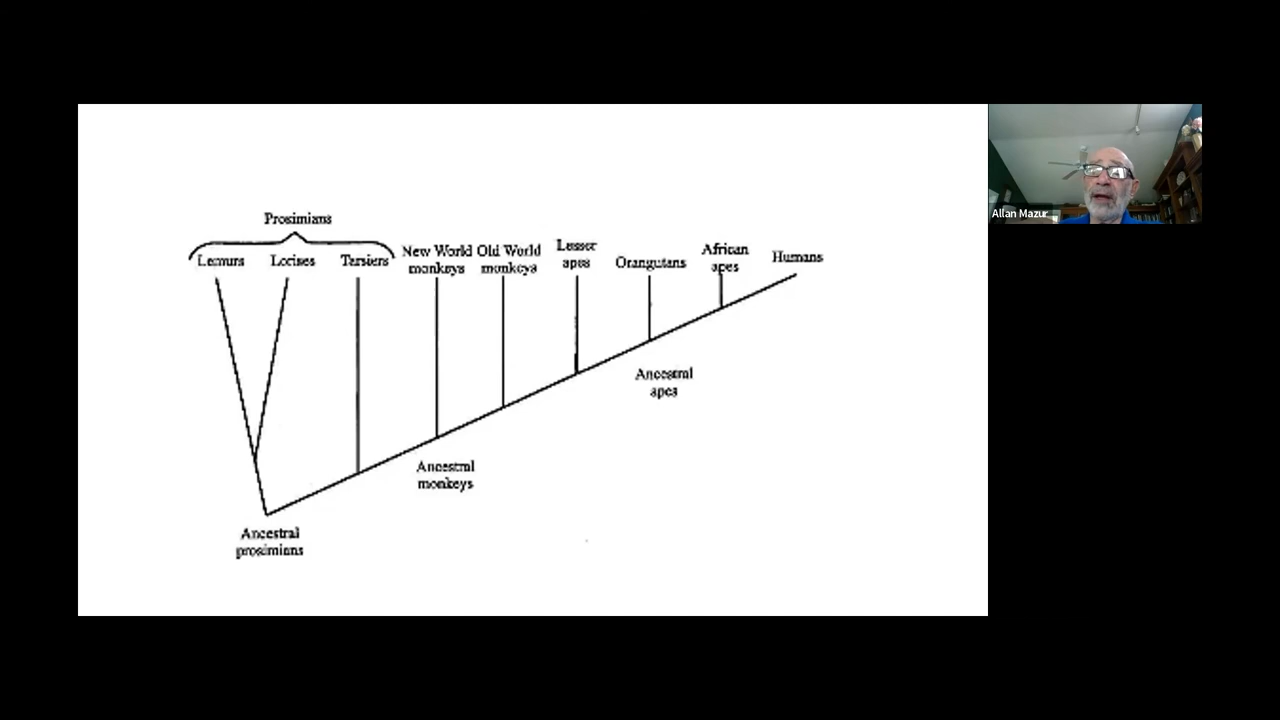 Prosimians
Lemurs Lorises Tarsiers
New World monkeys
Old World monkeys
Lesser apes
Orangutans
African apes
Humans
Ancestral apes
Ancestral monkeys
Ancestral prosimians
Allan Mazur